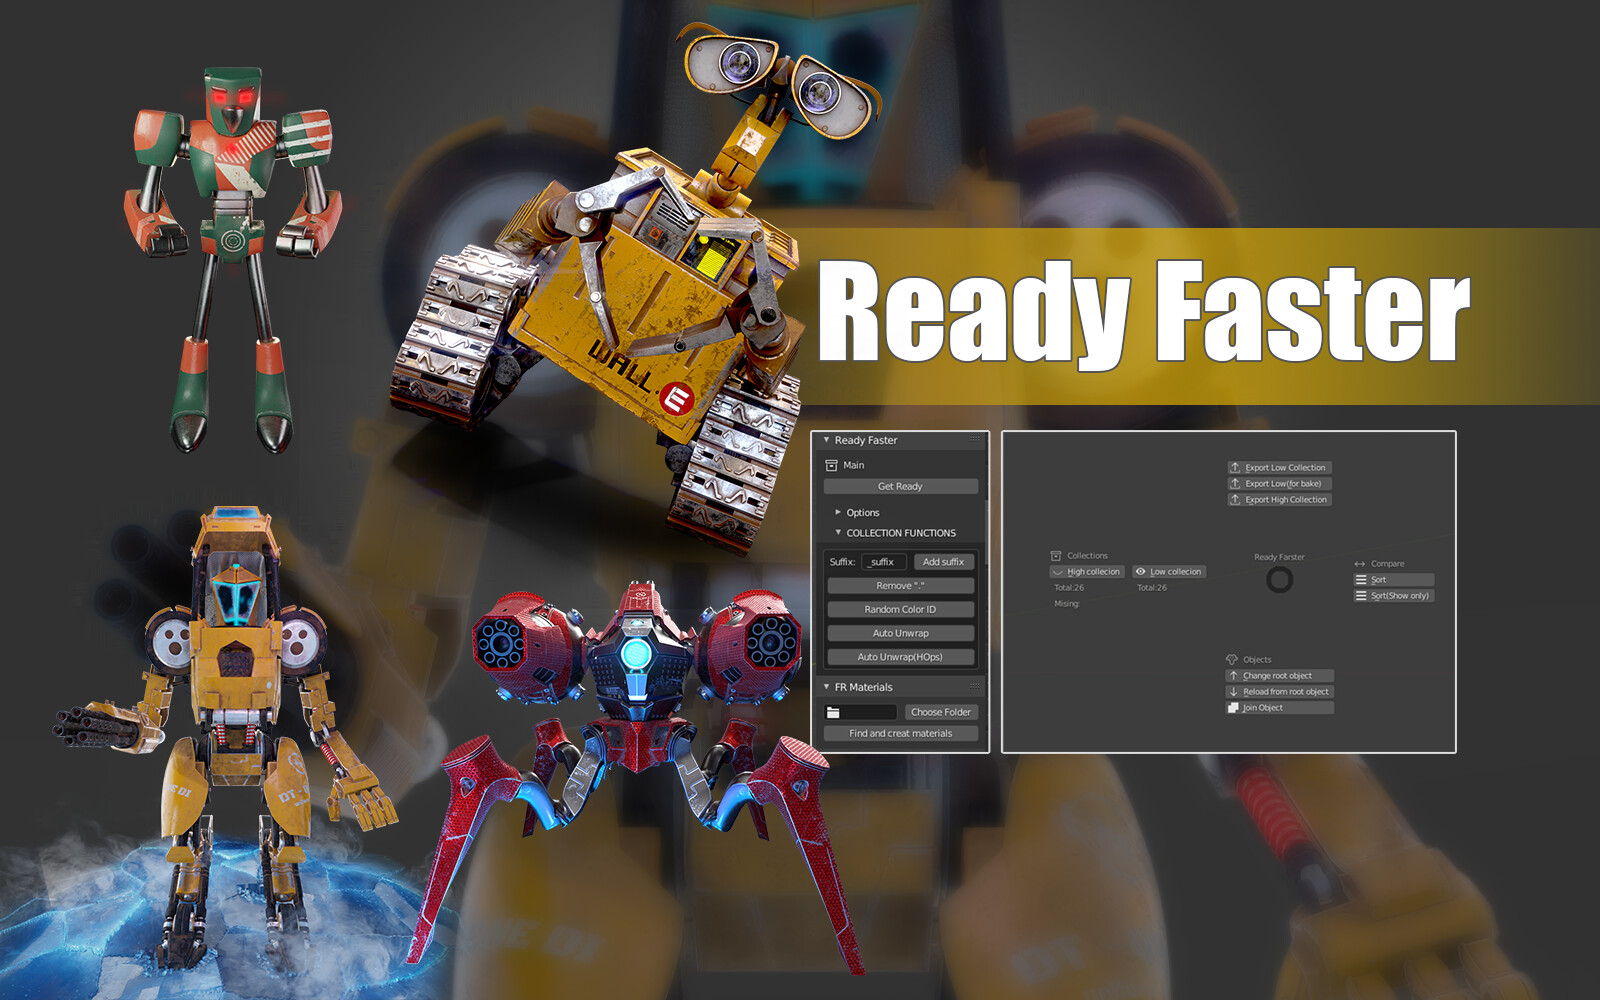 Ready Faster
WALL.E
Ready Faster
Main
Get Ready
Options
COLLECTION FUNCTIONS
Suffix: _suffix Add suffix
Remove "."
Random Color ID
Auto Unwrap
Auto Unwrap(HOps)
FR Materials
Choose Folder
Find and creat materials
Export Low Collection
Export Low(for bake)
Export High Collection
Collections
High collecion Low collecion
Total:26 Total:26
Mising:
Ready Farster
Compare
Sort
Sort(Show only)
Objects
Change root object
Reload from root object
Join Object
DI